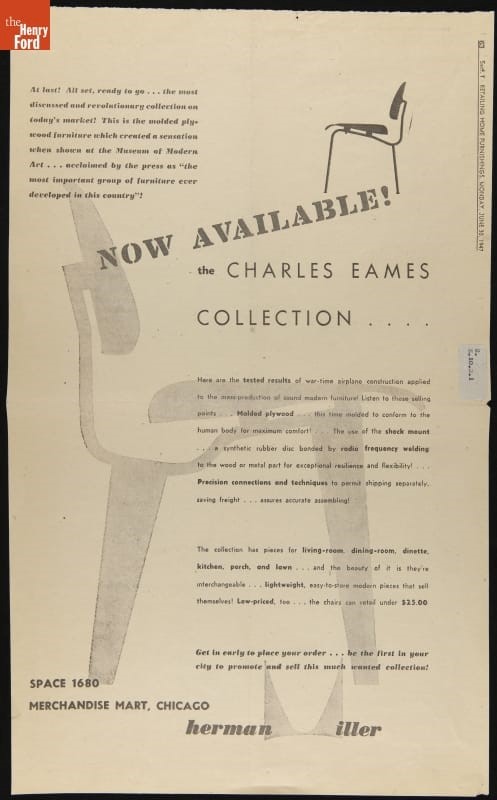 the
Henry
Ford
63 Sect. 1 RETAILING HOME FURNISHINGS, MONDAY, JUNE 30, 1947
At last! All set, ready to go . . . the most
discussed and revolutionary collection on
today's market! This is the molded ply-
wood furniture which created a sensation
when shown at the Museum of Modern
Art . . . acclaimed by the press as "the
most important group of furniture ever
developed in this country"!
NOW AVAILABLE!
the CHARLES EAMES
COLLECTION . . . .
Here are the tested results of war-time airplane construction applied
to the mass-production of sound modern furniture! Listen to these selling
points . . . Molded plywood . . . this time molded to conform to the
human body for maximum comfort! . . . The use of the shock mount
. . . a synthetic rubber disc bonded by radio frequency welding
to the wood or metal part for exceptional resilience and flexibility! . . .
Precision connections and techniques to permit shipping separately,
saving freight . . . assures accurate assembling!
The collection has pieces for living-room, dining-room, dinette,
kitchen, porch, and lawn . . . and the beauty of it is they're
interchangeable . . . lightweight, easy-to-store modern pieces that sell
themselves! Low-priced, too . . . the chairs can retail under $25.00
Get in early to place your order . . . be the first in your
city to promote and sell this much wanted collection!
SPACE 1680
MERCHANDISE MART, CHICAGO
herman iller